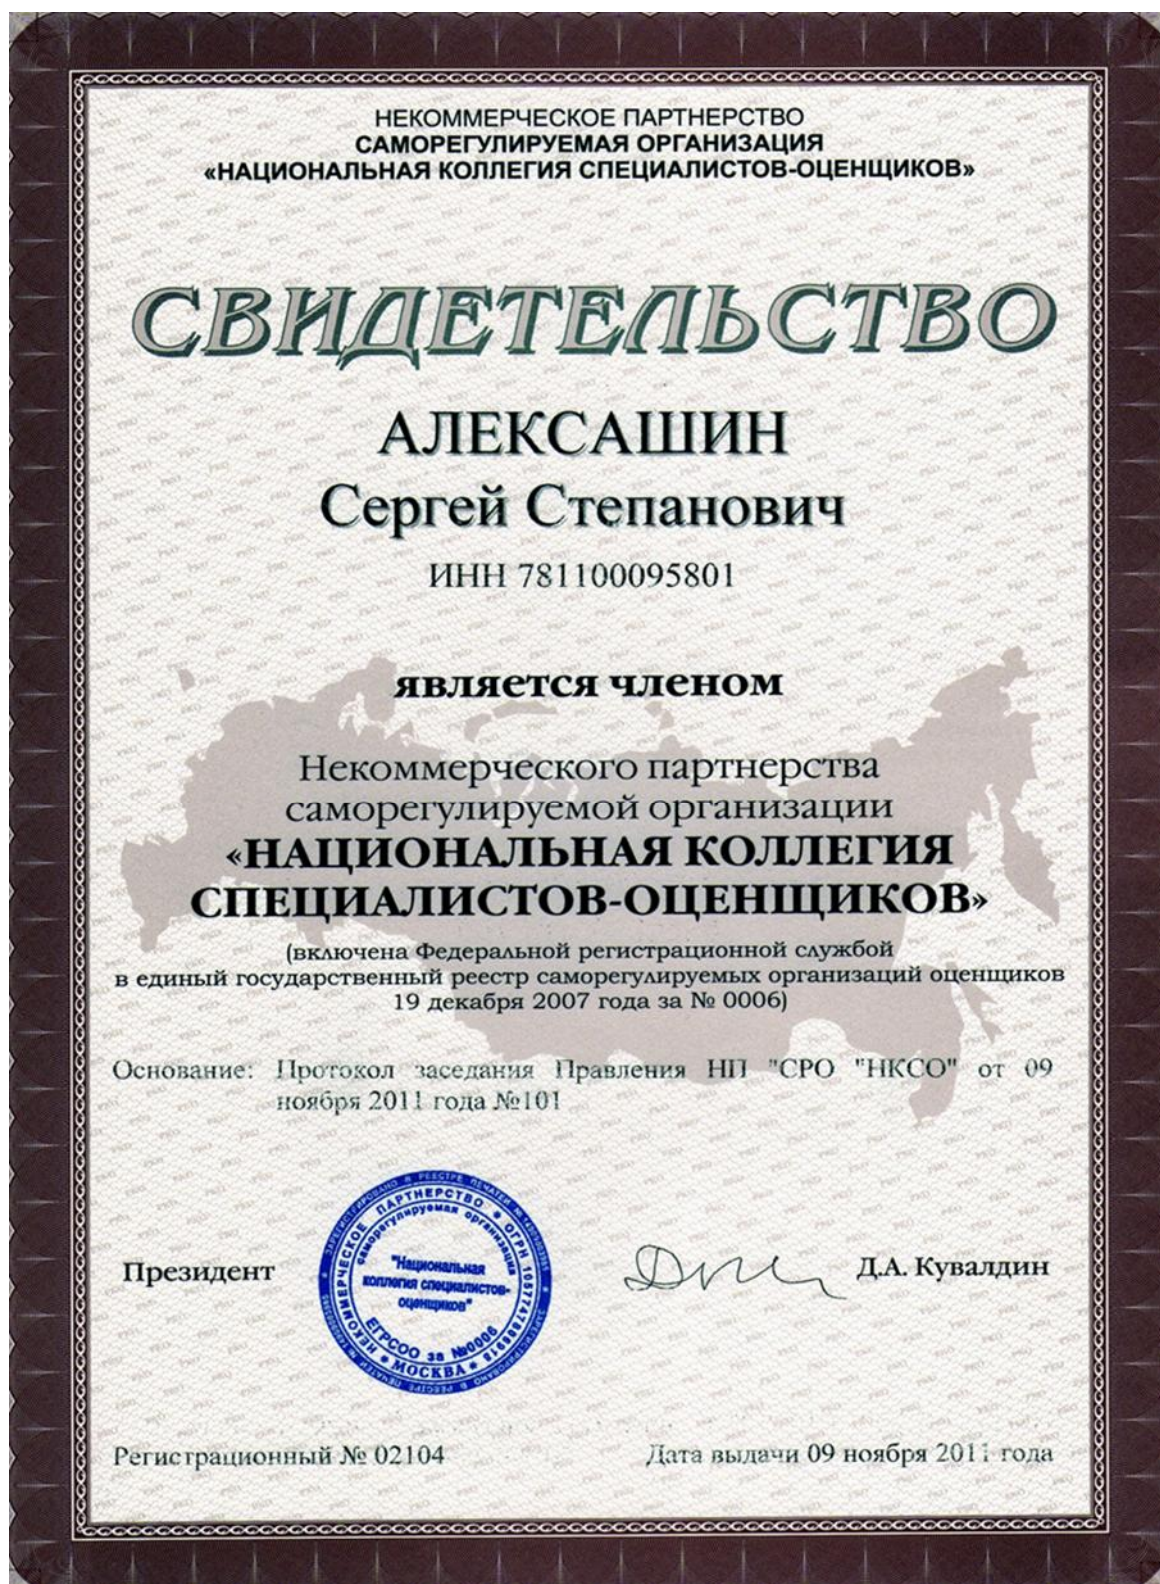 НЕКОММЕРЧЕСКОЕ ПАРТНЕРСТВО
САМОРЕГУЛИРУЕМАЯ ОРГАНИЗАЦИЯ
«НАЦИОНАЛЬНАЯ КОЛЛЕГИЯ СПЕЦИАЛИСТОВ-ОЦЕНЩИКОВ»
СВИДЕТЕЛЬСТВО
АЛЕКСАШИН
Сергей Степанович
ИНН 781100095801
является членом
Некоммерческого партнерства
саморегулируемой организации
«НАЦИОНАЛЬНАЯ КОЛЛЕГИЯ
СПЕЦИАЛИСТОВ-ОЦЕНЩИКОВ»
(включена Федеральной регистрационной службой
в единый государственный реестр саморегулируемых организаций оценщиков
19 декабря 2007 года за № 0006)
Основание: Протокол заседания Правления НП "СРО "НКСО" от 09
ноября 2011 года №101
ЗАРЕГИСТРИРОВАНО В РЕЕСТРЕ ПЕЧАТЕЙ
НЕКОММЕРЧЕСКОЕ ПАРТНЕРСТВО * ОГРН
саморегулируемая организация
"Национальная
коллегия специалистов-
оценщиков"
ЕГРСОО за №0006
* МОСКВА *
Президент
Д.А. Кувалдин
Регистрационный № 02104
Дата выдачи 09 ноября 2011 года